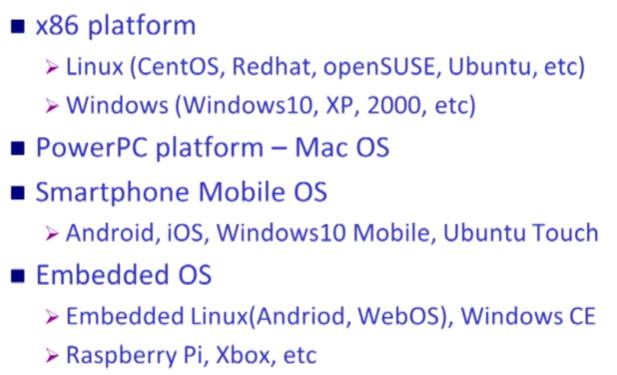 x86 platform
Linux (CentOS, Redhat, openSUSE, Ubuntu, etc)
Windows (Windows10, XP, 2000, etc)
PowerPC platform – Mac OS
Smartphone Mobile OS
Android, iOS, Windows10 Mobile, Ubuntu Touch
Embedded OS
Embedded Linux(Andriod, WebOS), Windows CE
Raspberry Pi, Xbox, etc